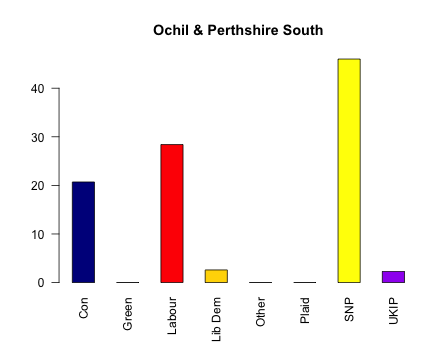 Ochil & Perthshire South
40
30
20
10
0
Con
Green
Labour
Lib Dem
Other
Plaid
SNP
UKIP